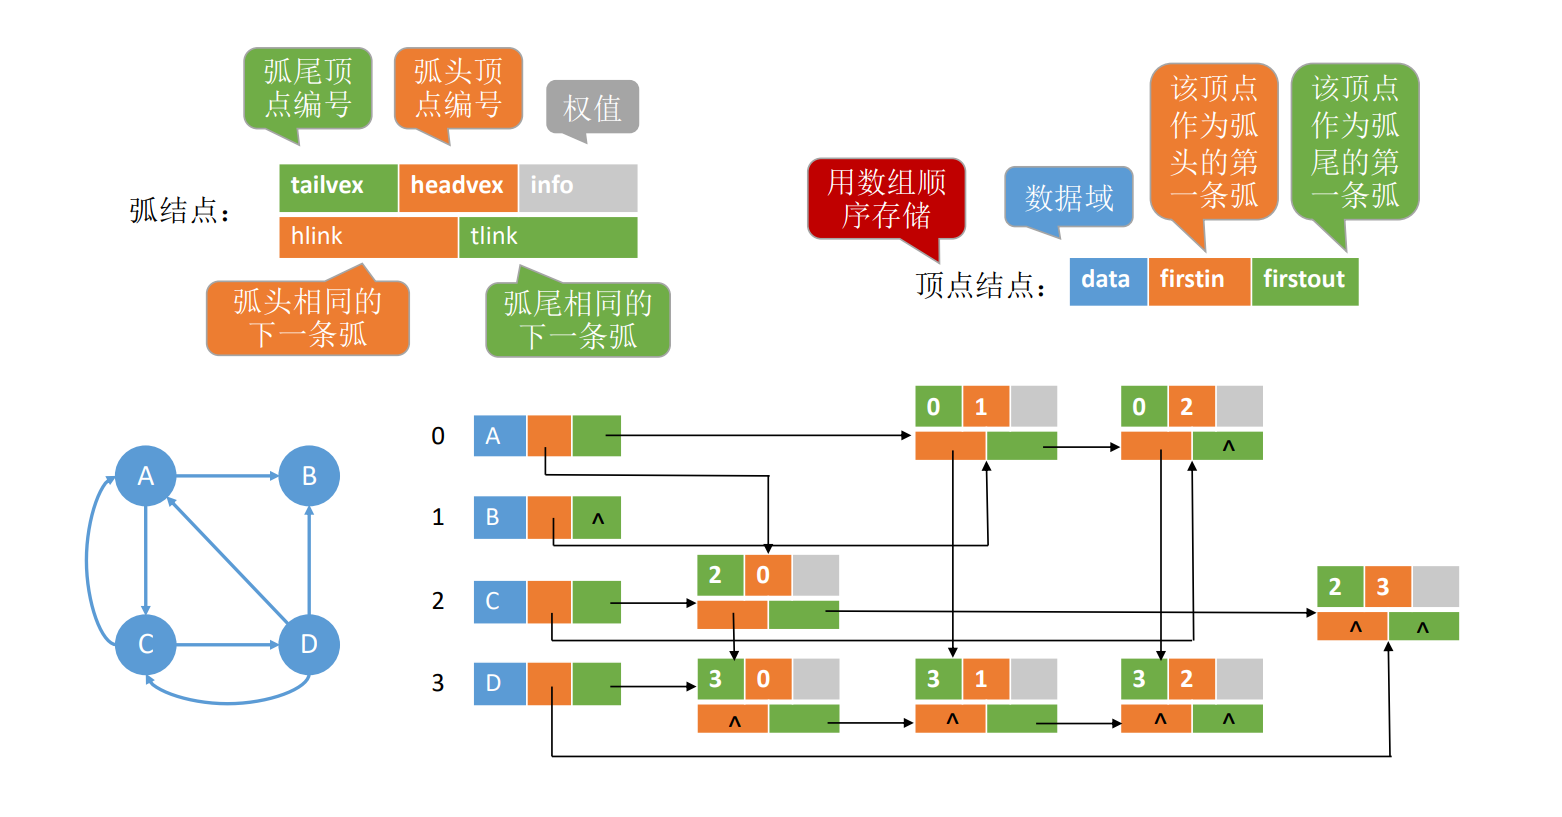 弧尾顶
点编号
弧头顶
点编号
权值
tailvex headvex info
弧结点：
hlink tlink
弧头相同的
下一条弧
弧尾相同的
下一条弧
用数组顺
序存储
数据域
该顶点
作为弧
头的第
一条弧
该顶点
作为弧
尾的第
一条弧
顶点结点：
data firstin firstout
A
B
C
D
0 A
1 B ^
2 C
3 D
0 1
0 2
^
2 0
2 3
^ ^
3 0
^
3 1
^
3 2
^ ^